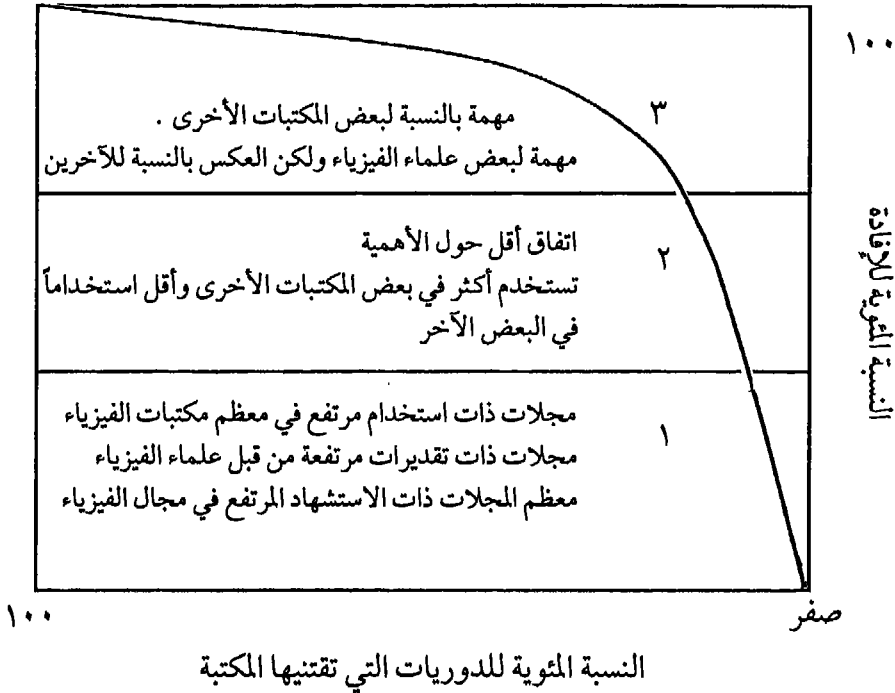 ١٠٠
٣
مهمة بالنسبة لبعض المكتبات الأخرى .
مهمة لبعض علماء الفيزياء ولكن العكس بالنسبة للآخرين
٢
اتفاق أقل حول الأهمية
تستخدم أكثر في بعض المكتبات الأخرى وأقل استخداماً
في البعض الآخر
١
مجلات ذات استخدام مرتفع في معظم مكتبات الفيزياء
مجلات ذات تقديرات مرتفعة من قبل علماء الفيزياء
معظم المجلات ذات الاستشهاد المرتفع في مجال الفيزياء
النسبة المئوية للإفادة
صفر
١٠٠
النسبة المئوية للدوريات التي تقتنيها المكتبة